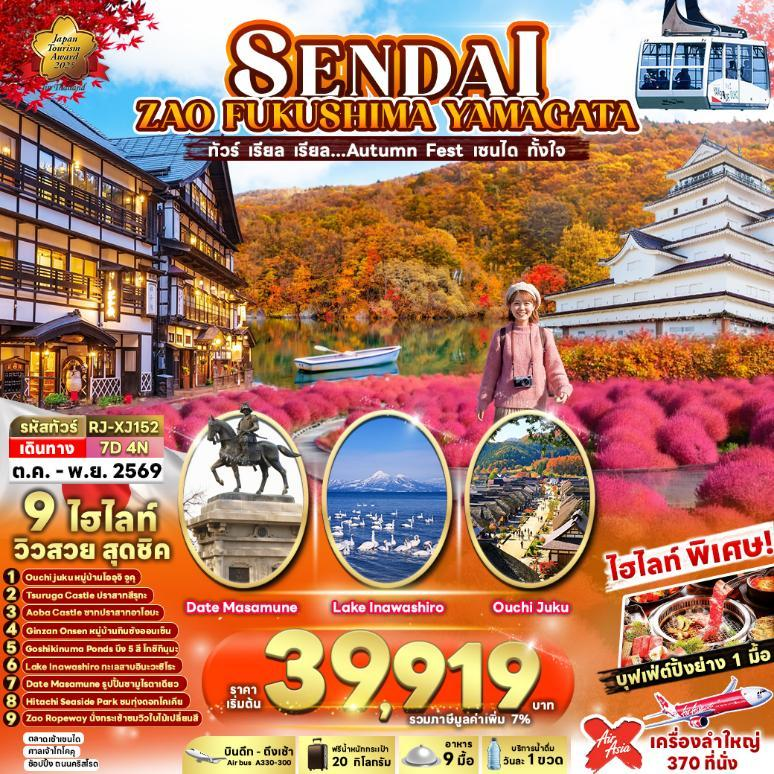 Japan
Tourism
Award
2025
for Thailand
SENDAI
ZAO FUKUSHIMA YAMAGATA
ทัวร์ เรียล เรียล...Autumn Fest เซนได ทั้งใจ
รหัสทัวร์ RJ-XJ152
เดินทาง 7D 4N
ต.ค. - พ.ย. 2569
9 ไฮไลท์
วิวสวย สุดชิค
1 Ouchi juku หมู่บ้านโออุจิ จูคุ
2 Tsuruga Castle ปราสาทสึรุกะ
3 Aoba Castle ซากปราสาทอาโอบะ
4 Ginzan Onsen หมู่บ้านกินซังออนเซ็น
5 Goshikinuma Ponds บึง 5 สี โกชิกินุมะ
6 Lake Inawashiro ทะเลสาบอินะวะชิโระ
7 Date Masamune รูปปั้นซามูไรตาเดียว
8 Hitachi Seaside Park ชมทุ่งดอกโคเคีย
9 Zao Ropeway นั่งกระเช้าชมวิวใบไม้เปลี่ยนสี
ตลาดเช้าเซนได
ศาลเจ้าโกโคคุ
ช้อปปิ้ง ถนนคริสโรด
Date Masamune
Lake Inawashiro
Ouchi Juku
ราคา
เริ่มต้น
39,919
บาท
รวมภาษีมูลค่าเพิ่ม 7%
บินดึก - ถึงเช้า
Air bus A330-300
ฟรีน้ำหนักกระเป๋า
20 กิโลกรัม
อาหาร
9 มื้อ
บริการน้ำดื่ม
วันละ 1 ขวด
ไฮไลท์ พิเศษ!
บุฟเฟ่ต์ปิ้งย่าง 1 มื้อ
Air
Asia
X
AirAsia
เครื่องลำใหญ่
370 ที่นั่ง